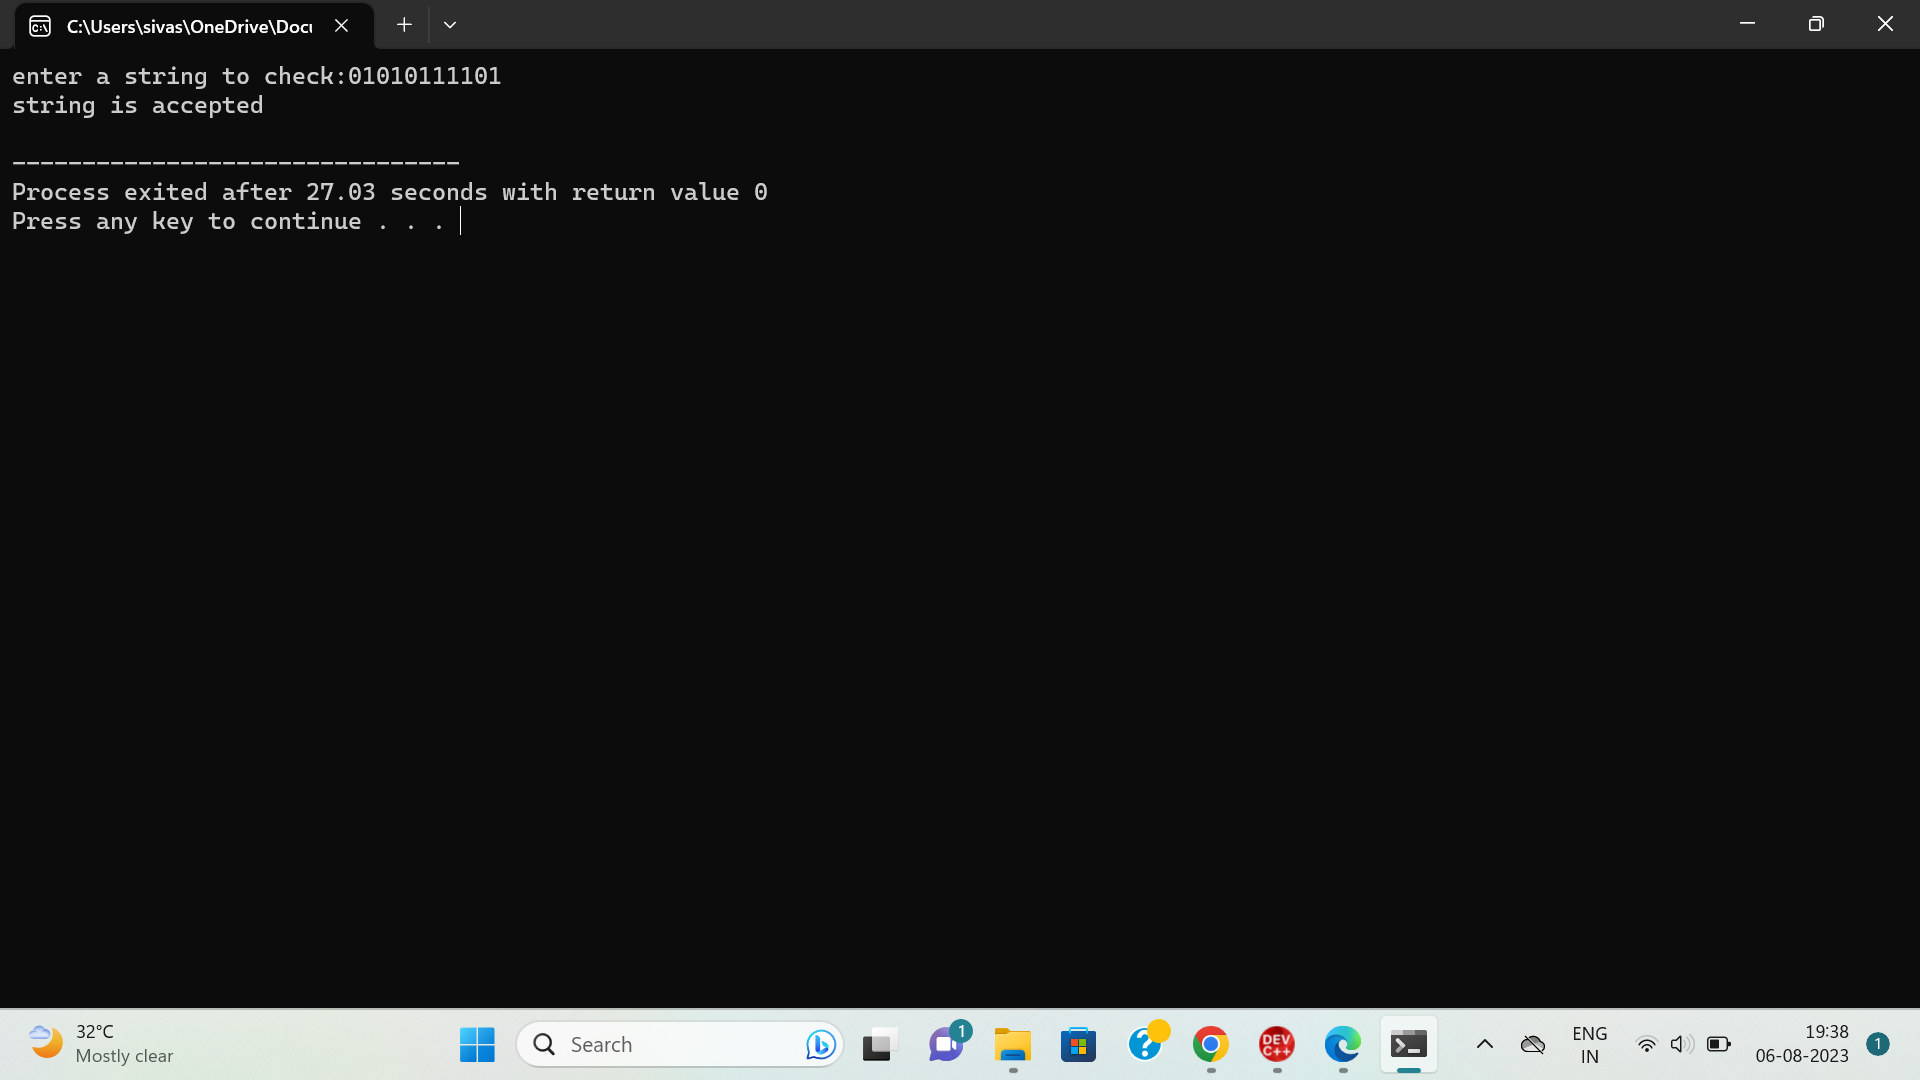 C:\Users\sivas\OneDrive\Docu
enter a string to check:01010111101
string is accepted
--------------------------------
Process exited after 27.03 seconds with return value 0
Press any key to continue . . .
32°C
Mostly clear
Search
1
DEV
C++
ENG
IN
19:38
06-08-2023
1